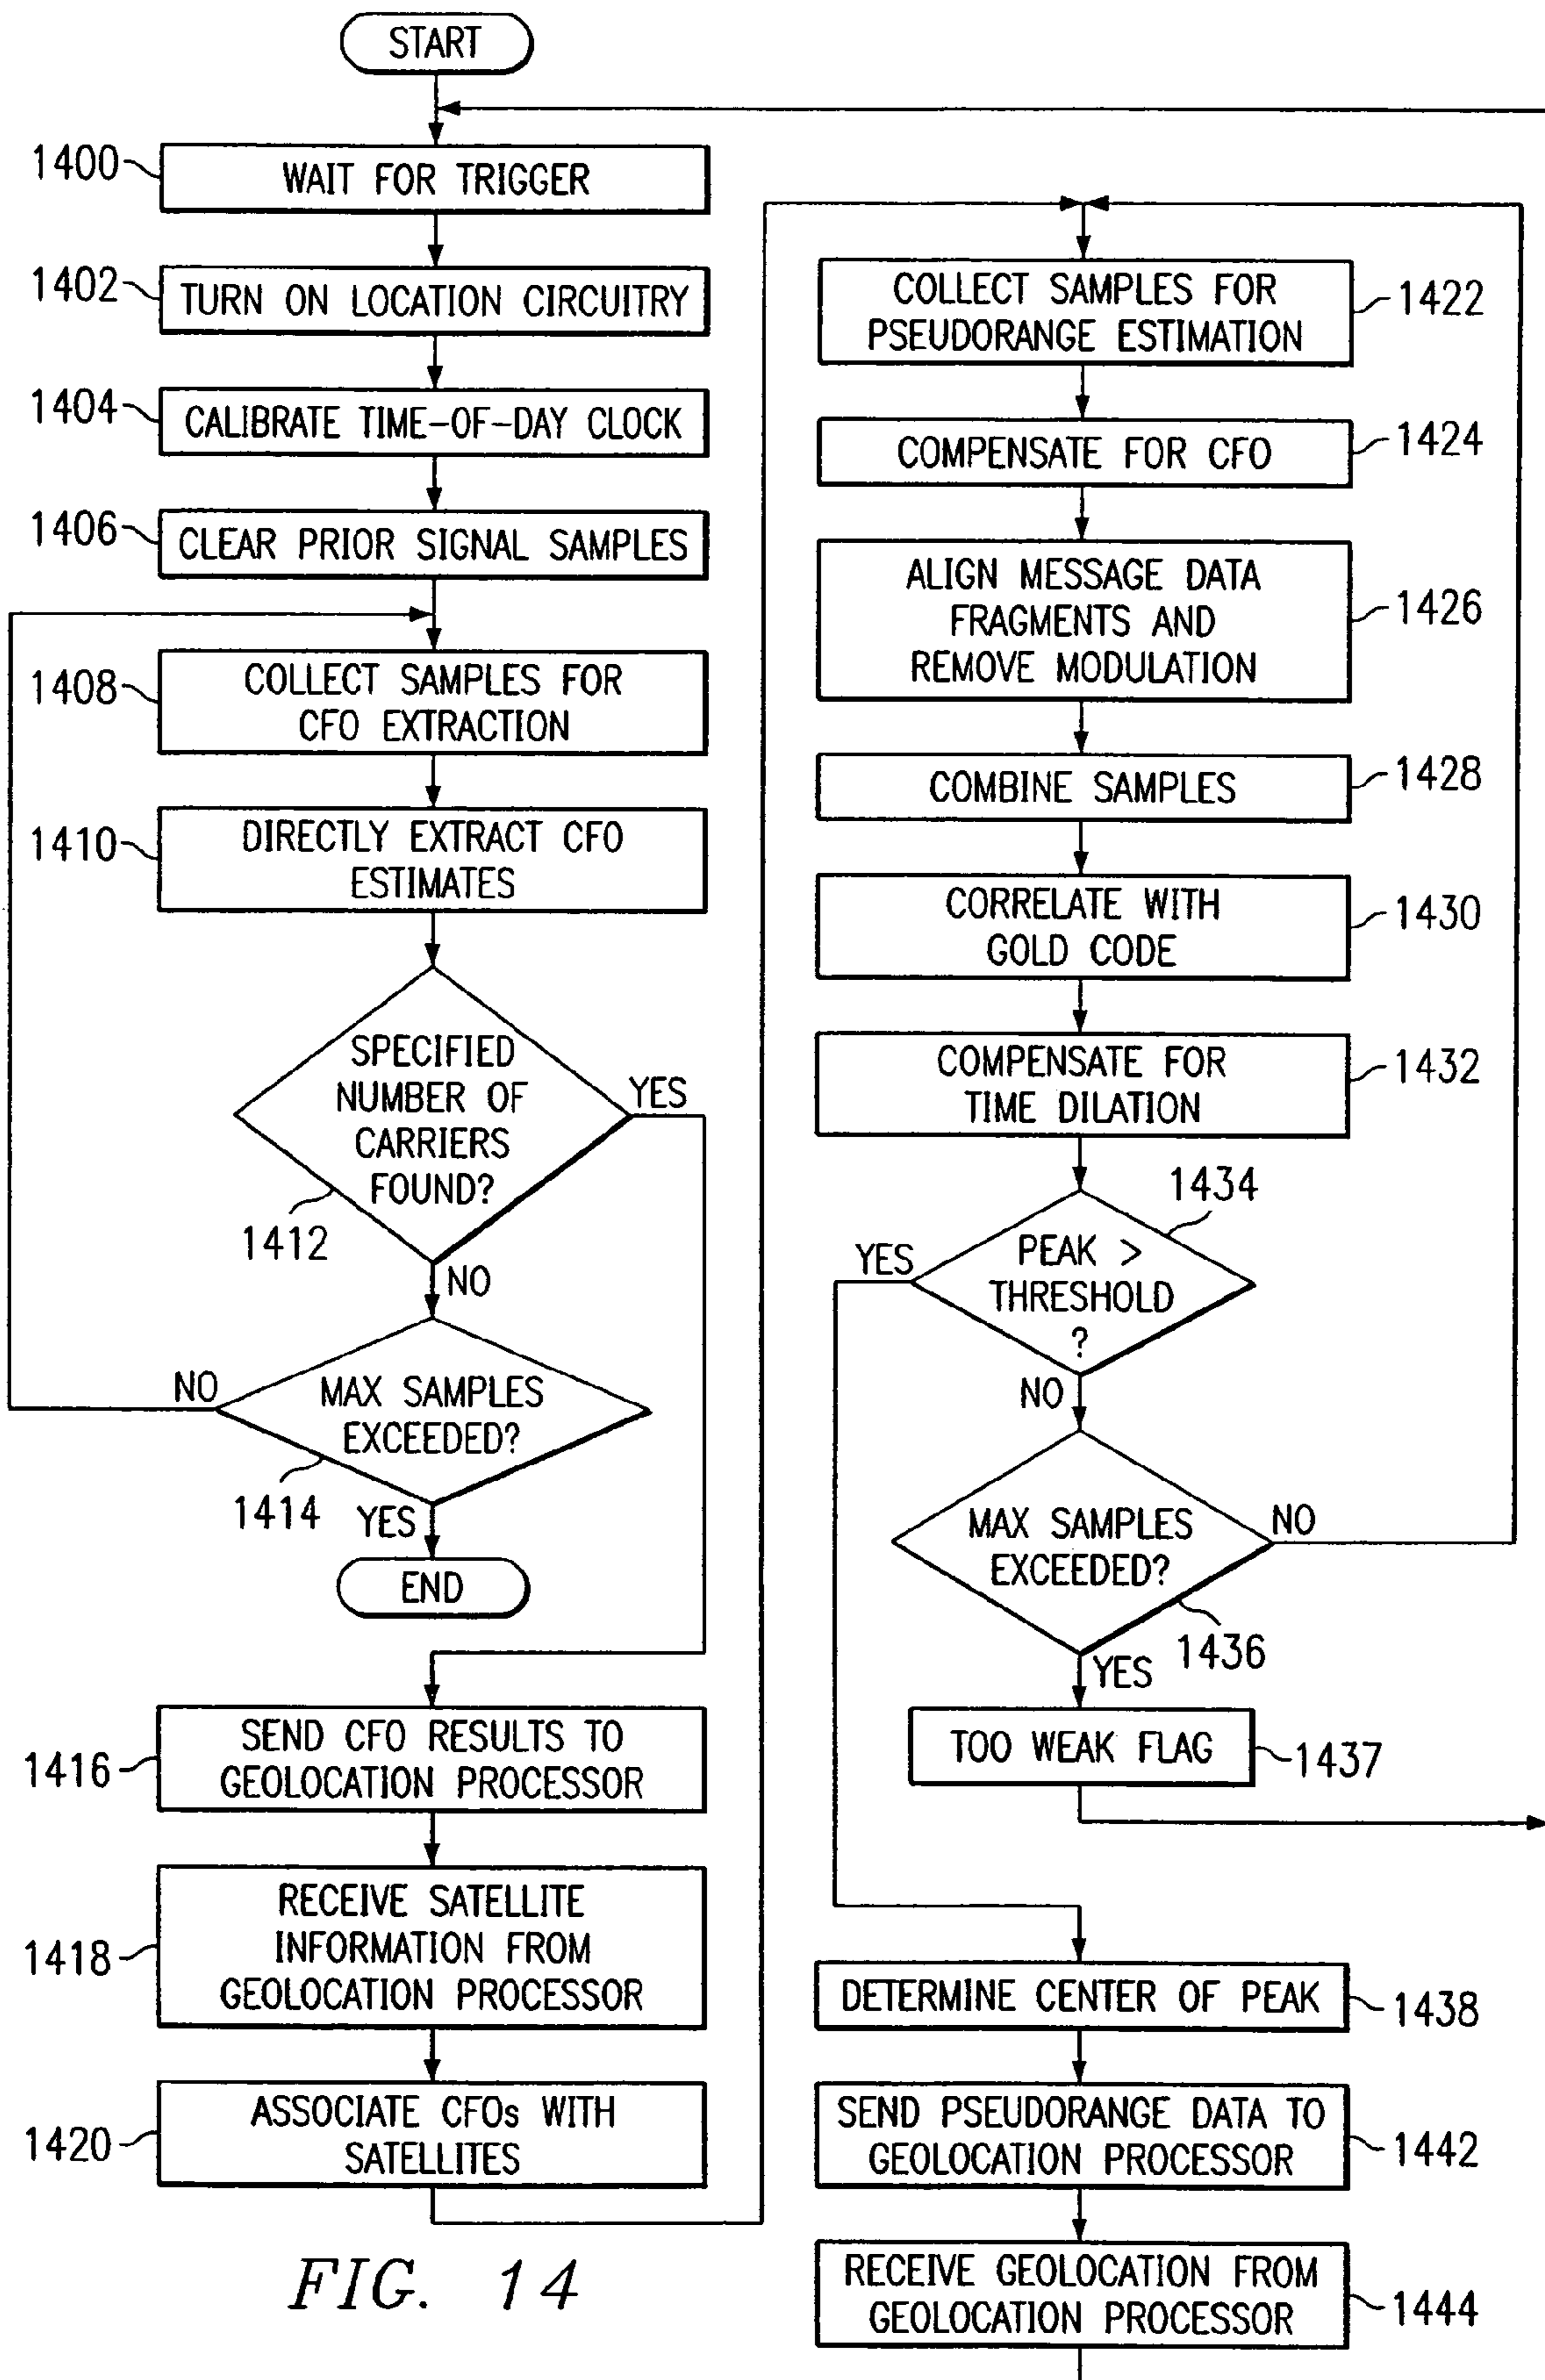 START
1400
WAIT FOR TRIGGER
1402
TURN ON LOCATION CIRCUITRY
1404
CALIBRATE TIME-OF-DAY CLOCK
1406
CLEAR PRIOR SIGNAL SAMPLES
1408
COLLECT SAMPLES FOR
CFO EXTRACTION
1410
DIRECTLY EXTRACT CFO
ESTIMATES
SPECIFIED
NUMBER OF
CARRIERS
FOUND?
YES
1412
NO
NO
MAX SAMPLES
EXCEEDED?
1414
YES
END
1416
SEND CFO RESULTS TO
GEOLOCATION PROCESSOR
1418
RECEIVE SATELLITE
INFORMATION FROM
GEOLOCATION PROCESSOR
1420
ASSOCIATE CFOs WITH
SATELLITES
COLLECT SAMPLES FOR
PSEUDORANGE ESTIMATION
1422
COMPENSATE FOR CFO
1424
ALIGN MESSAGE DATA
FRAGMENTS AND
REMOVE MODULATION
1426
COMBINE SAMPLES
1428
CORRELATE WITH
GOLD CODE
1430
COMPENSATE FOR
TIME DILATION
1432
1434
YES
PEAK >
THRESHOLD
?
NO
MAX SAMPLES
EXCEEDED?
NO
1436
YES
TOO WEAK FLAG
1437
DETERMINE CENTER OF PEAK
1438
SEND PSEUDORANGE DATA TO
GEOLOCATION PROCESSOR
1442
RECEIVE GEOLOCATION FROM
GEOLOCATION PROCESSOR
1444
FIG. 14